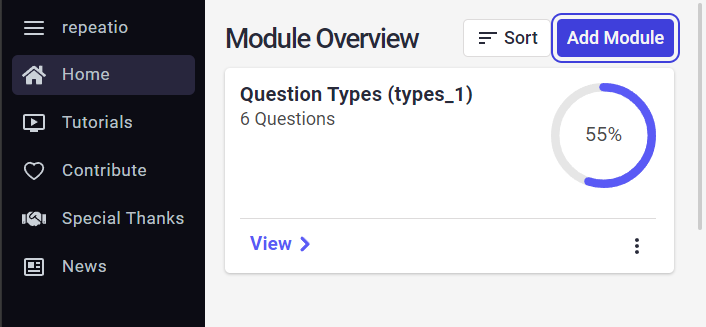 repeatio
Home
Tutorials
Contribute
Special Thanks
News
Module Overview
Sort
Add Module
Question Types (types_1)
6 Questions
55%
View